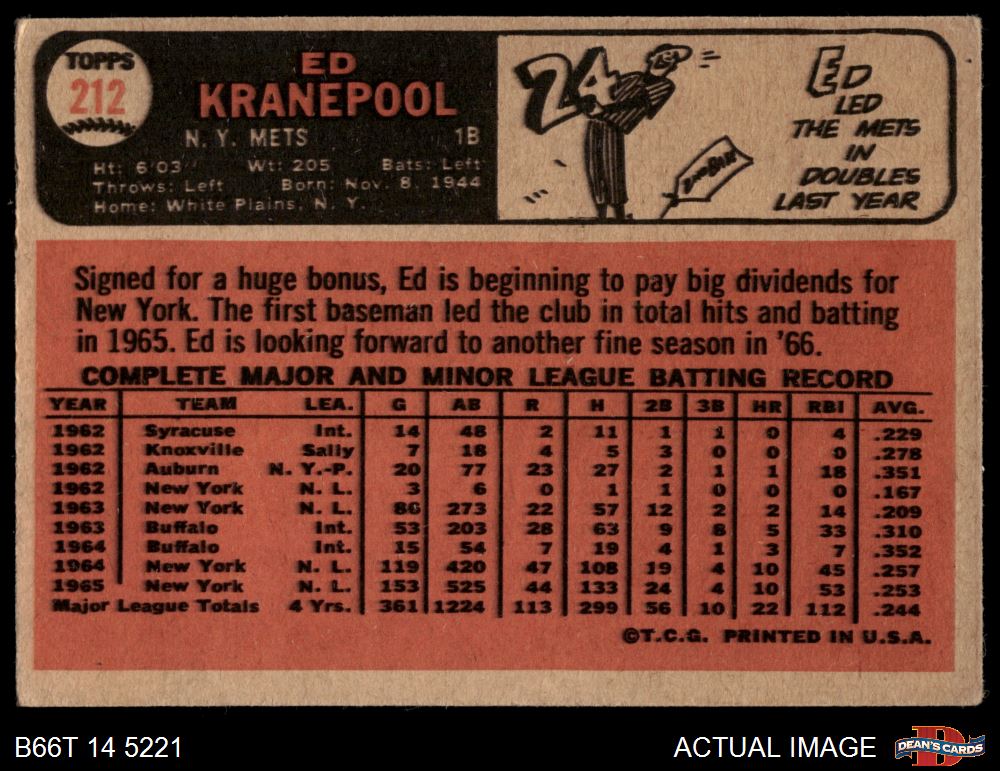 TOPPS
212
ED
KRANEPOOL
N. Y. METS 1B
Ht: 6'03" Wt: 205 Bats: Left
Throws: Left Born: Nov. 8, 1944
Home: White Plains, N. Y.
24
ED
LED
THE METS
IN
DOUBLES
LAST YEAR
Signed for a huge bonus, Ed is beginning to pay big dividends for
New York. The first baseman led the club in total hits and batting
in 1965. Ed is looking forward to another fine season in '66.
COMPLETE MAJOR AND MINOR LEAGUE BATTING RECORD
YEAR TEAM LEA. G AB R H 2B 3B HR RBI AVG.
1962 Syracuse Int. 14 48 2 11 1 1 0 4 .229
1962 Knoxville Sally 7 18 4 5 3 0 0 0 .278
1962 Auburn N. Y.-P. 20 77 23 27 2 1 1 18 .351
1962 New York N. L. 3 6 0 1 1 0 0 0 .167
1963 New York N. L. 86 273 22 57 12 2 2 14 .209
1963 Buffalo Int. 53 203 28 63 9 8 5 33 .310
1964 Buffalo Int. 15 54 7 19 4 1 3 7 .352
1964 New York N. L. 119 420 47 108 19 4 10 45 .257
1965 New York N. L. 153 525 44 133 24 4 10 53 .253
Major League Totals 4 Yrs. 361 1224 113 299 56 10 22 112 .244
©T.C.G. PRINTED IN U.S.A.
B66T 14 5221
ACTUAL IMAGE
DEAN'S CARDS